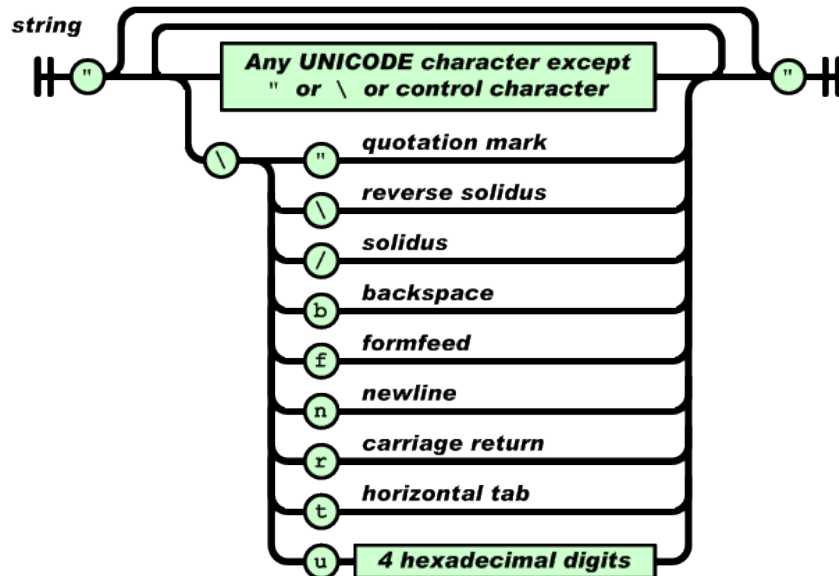 string
" Any UNICODE character except "
" or \ or control character
\ " quotation mark
\ reverse solidus
/ solidus
b backspace
f formfeed
n newline
r carriage return
t horizontal tab
u 4 hexadecimal digits